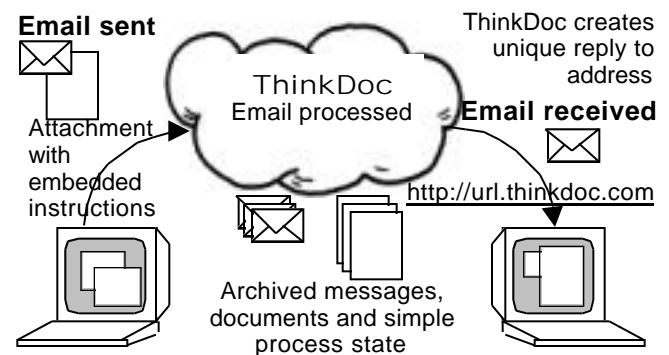 Email sent
Attachment
with
embedded
instructions
ThinkDoc
Email processed
ThinkDoc creates
unique reply to
address
Email received
http://url.thinkdoc.com
Archived messages,
documents and simple
process state